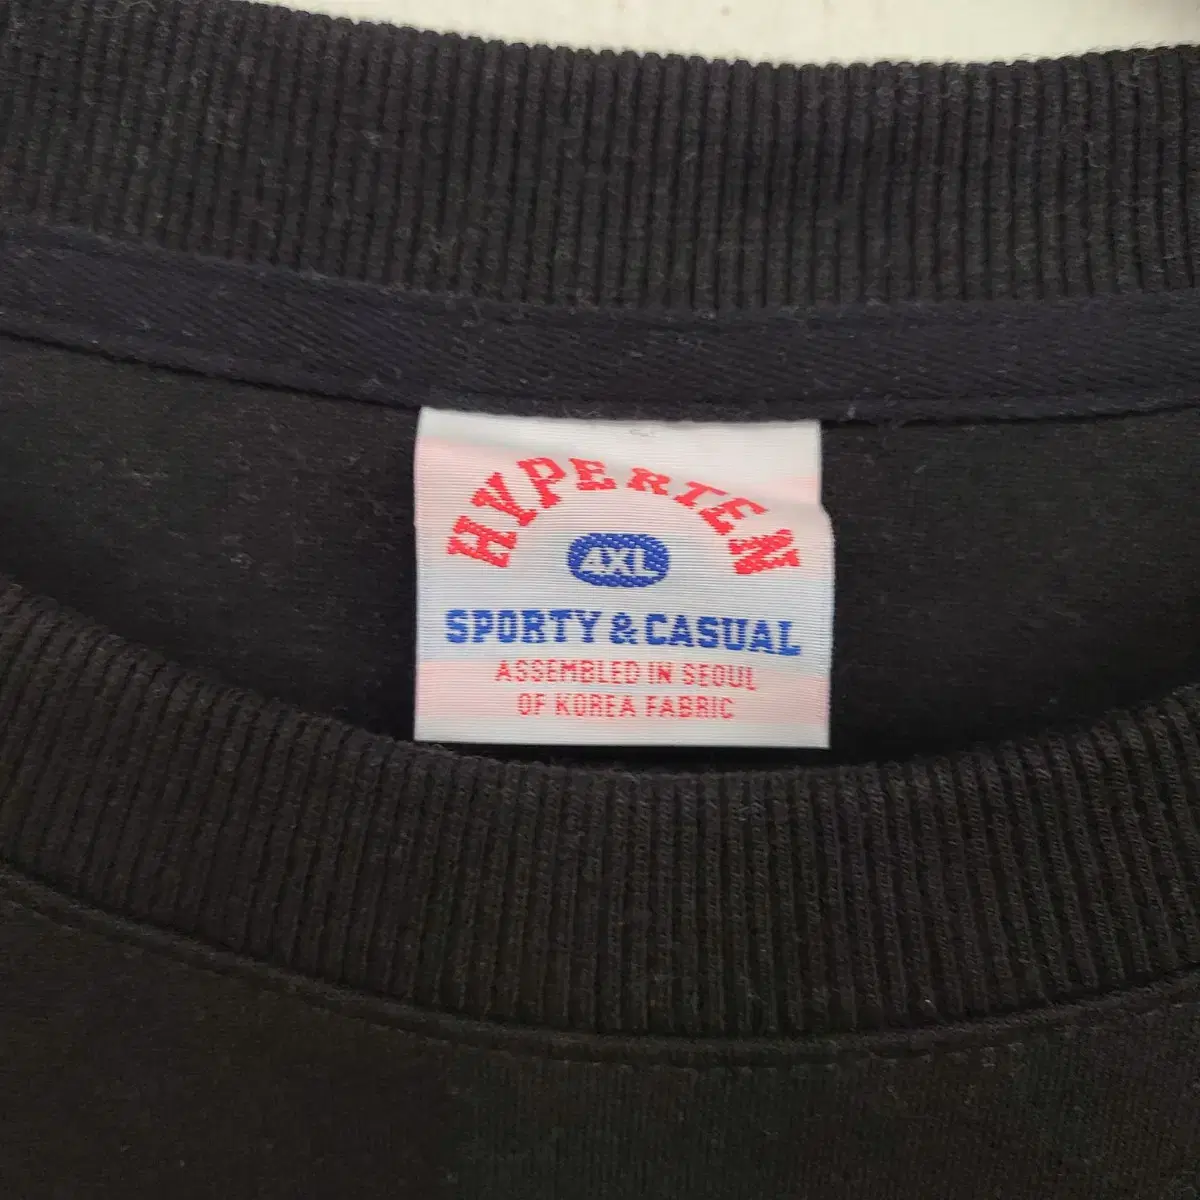 HYPERTEN
4XL
SPORTY & CASUAL
ASSEMBLED IN SEOUL
OF KOREA FABRIC